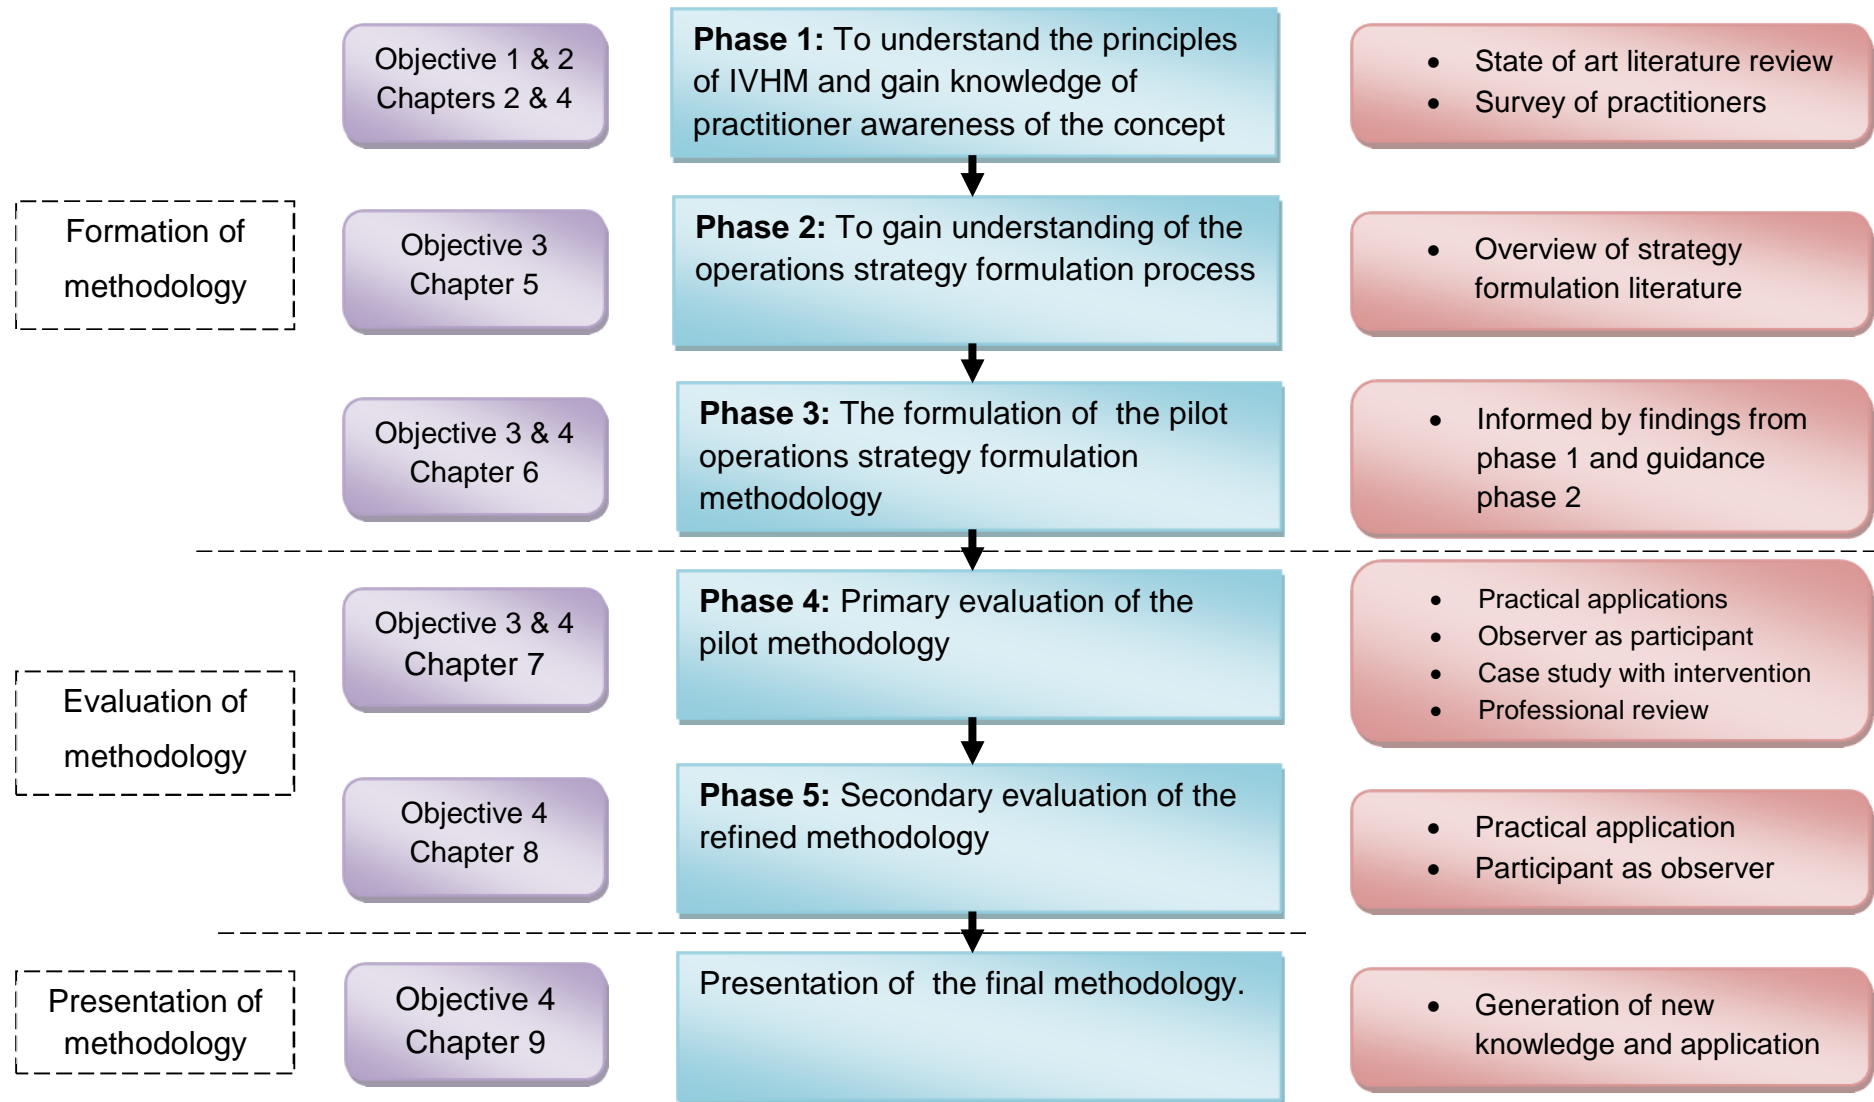 Objective 1 & 2
Chapters 2 & 4
Phase 1: To understand the principles
of IVHM and gain knowledge of
practitioner awareness of the concept
• State of art literature review
• Survey of practitioners
Formation of
methodology
Objective 3
Chapter 5
Phase 2: To gain understanding of the
operations strategy formulation process
• Overview of strategy
formulation literature
Objective 3 & 4
Chapter 6
Phase 3: The formulation of  the pilot
operations strategy formulation
methodology
• Informed by findings from
phase 1 and guidance
phase 2
Evaluation of
methodology
Objective 3 & 4
Chapter 7
Phase 4: Primary evaluation of the
pilot methodology
• Practical applications
• Observer as participant
• Case study with intervention
• Professional review
Objective 4
Chapter 8
Phase 5: Secondary evaluation of the
refined methodology
• Practical application
• Participant as observer
Presentation of
methodology
Objective 4
Chapter 9
Presentation of  the final methodology.
• Generation of new
knowledge and application